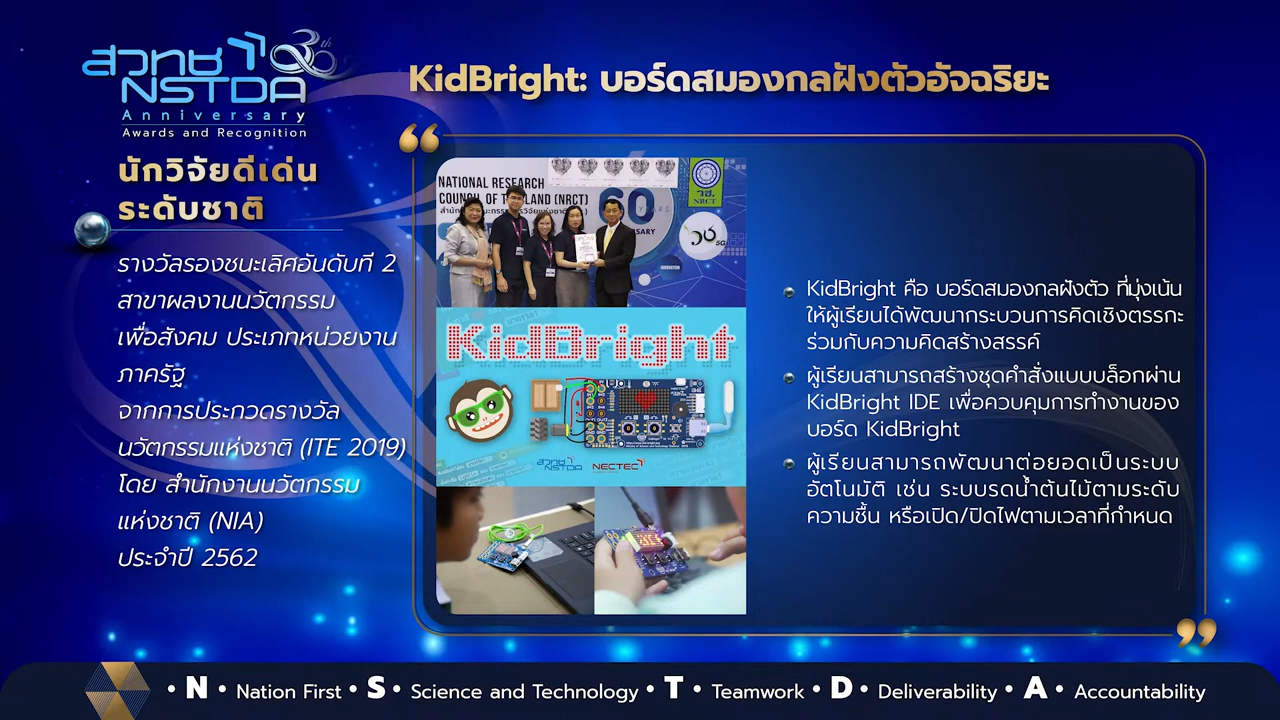 สวทช
NSTDA
30th
Anniversary
Awards and Recognition
KidBright: บอร์ดสมองกลฝังตัวอัจฉริยะ
นักวิจัยดีเด่น
ระดับชาติ
รางวัลรองชนะเลิศอันดับที่ 2
สาขาผลงานนวัตกรรม
เพื่อสังคม ประเภทหน่วยงาน
ภาครัฐ
จากการประกวดรางวัล
นวัตกรรมแห่งชาติ (ITE 2019)
โดย สำนักงานนวัตกรรม
แห่งชาติ (NIA)
ประจำปี 2562
NATIONAL RESEARCH
COUNCIL OF THAILAND (NRCT)
60
YEARS
วช.
NRCT
5G
KidBright
NSTDA
NECTEC
KidBright คือ บอร์ดสมองกลฝังตัว ที่มุ่งเน้น
ให้ผู้เรียนได้พัฒนากระบวนการคิดเชิงตรรกะ
ร่วมกับความคิดสร้างสรรค์
ผู้เรียนสามารถสร้างชุดคำสั่งแบบบล็อกผ่าน
KidBright IDE เพื่อควบคุมการทำงานของ
บอร์ด KidBright
ผู้เรียนสามารถพัฒนาต่อยอดเป็นระบบ
อัตโนมัติ เช่น ระบบรดน้ำต้นไม้ตามระดับ
ความชื้น หรือเปิด/ปิดไฟตามเวลาที่กำหนด
• N • Nation First • S • Science and Technology • T • Teamwork • D • Deliverability • A • Accountability